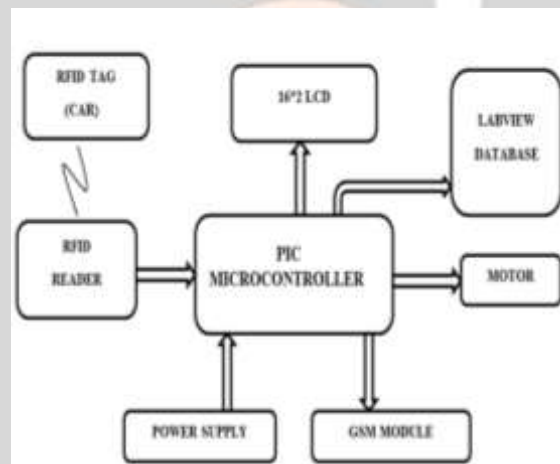 RFID TAG
(CAR)
16*2 LCD
LABVIEW
DATABASE
RFID
READER
PIC
MICROCONTROLLER
MOTOR
POWER SUPPLY
GSM MODULE